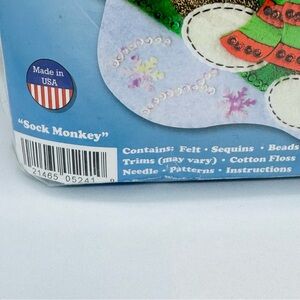 Made in
USA
"Sock Monkey"
Contains: Felt • Sequins • Beads
Trims (may vary) • Cotton Floss
Needle • Patterns • Instructions
21465 05241